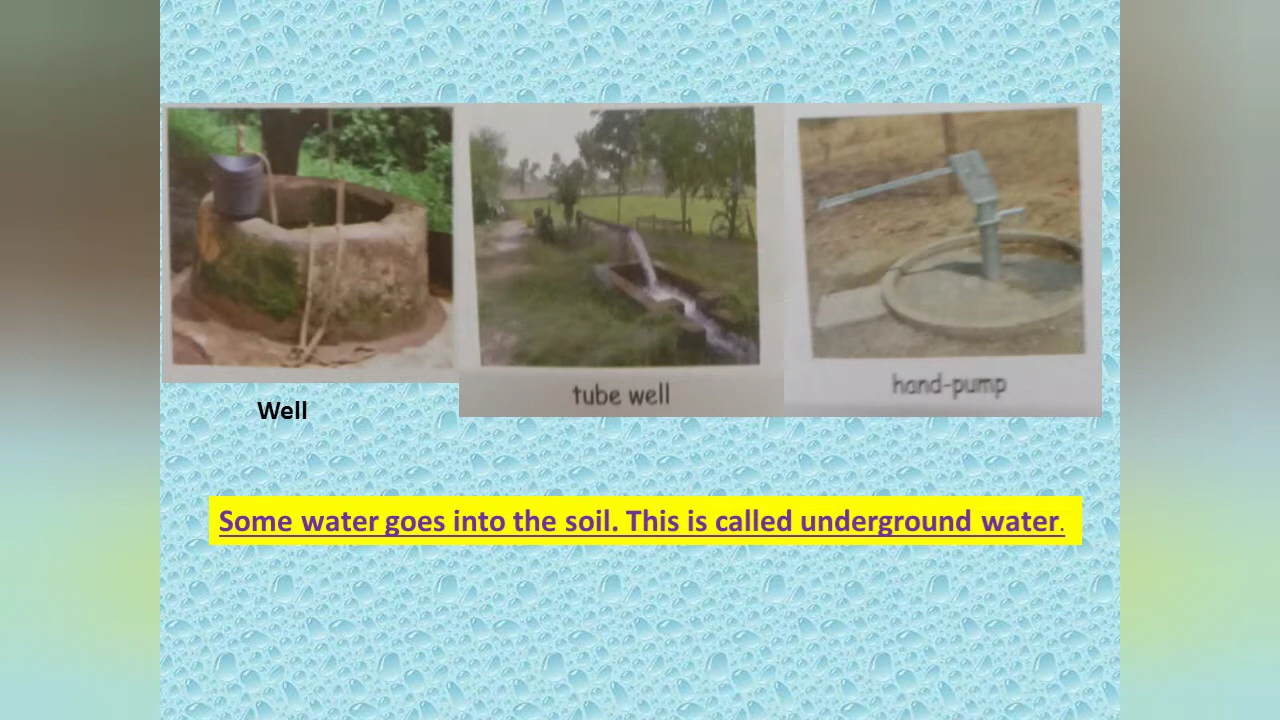 Well
tube well
hand-pump
Some water goes into the soil. This is called underground water.